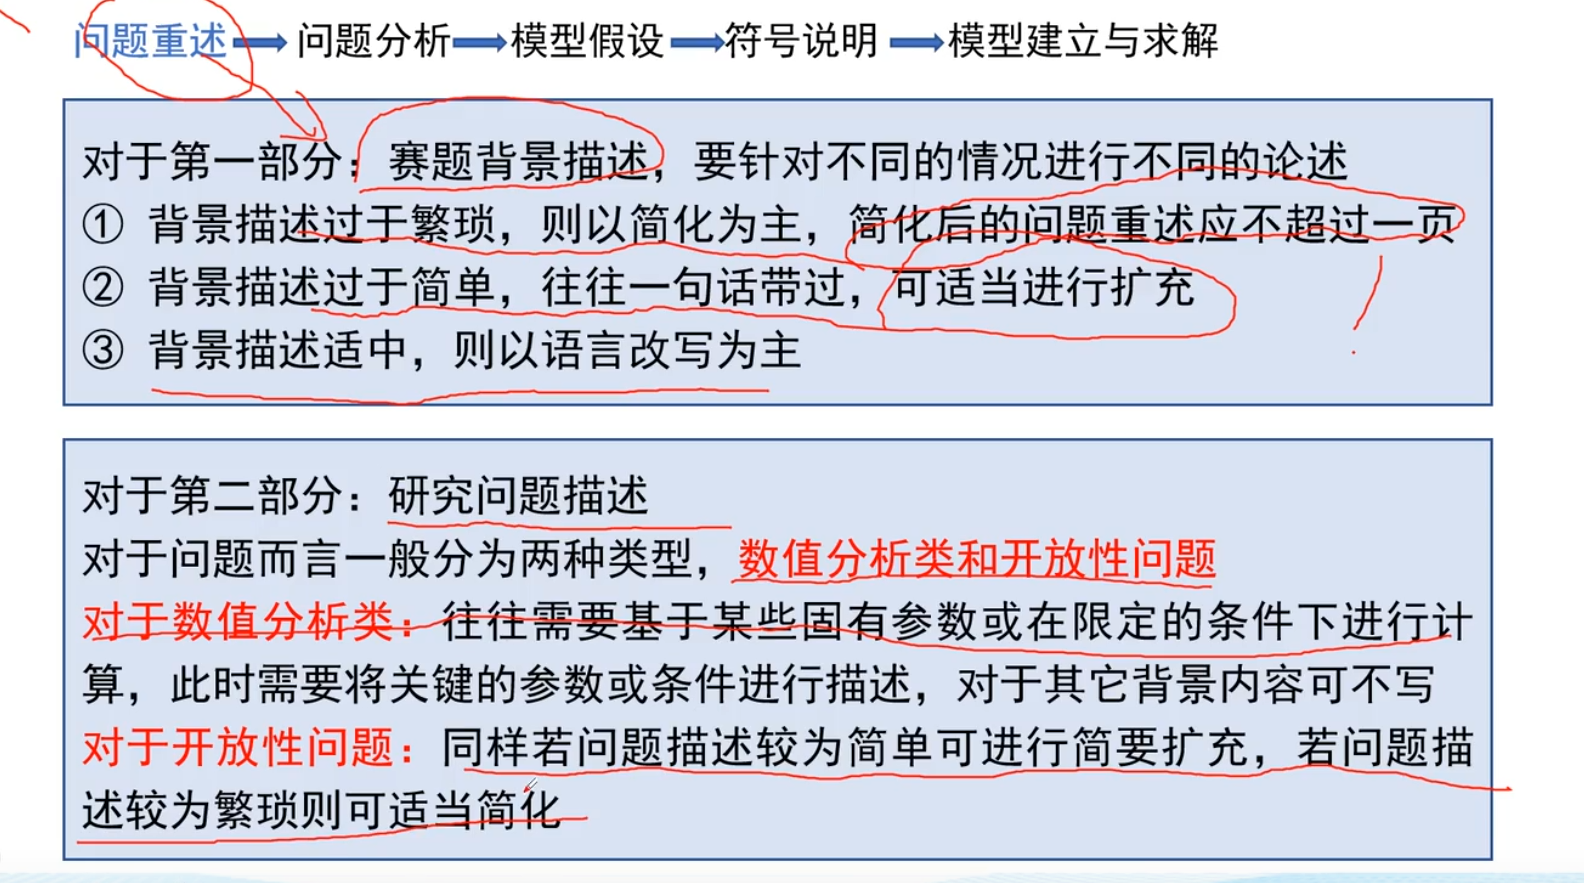 问题重述 问题分析 模型假设 符号说明 模型建立与求解
对于第一部分：赛题背景描述，要针对不同的情况进行不同的论述
① 背景描述过于繁琐，则以简化为主，简化后的问题重述应不超过一页
② 背景描述过于简单，往往一句话带过，可适当进行扩充
③ 背景描述适中，则以语言改写为主
对于第二部分：研究问题描述
对于问题而言一般分为两种类型，数值分析类和开放性问题
对于数值分析类：往往需要基于某些固有参数或在限定的条件下进行计
算，此时需要将关键的参数或条件进行描述，对于其它背景内容可不写
对于开放性问题：同样若问题描述较为简单可进行简要扩充，若问题描
述较为繁琐则可适当简化